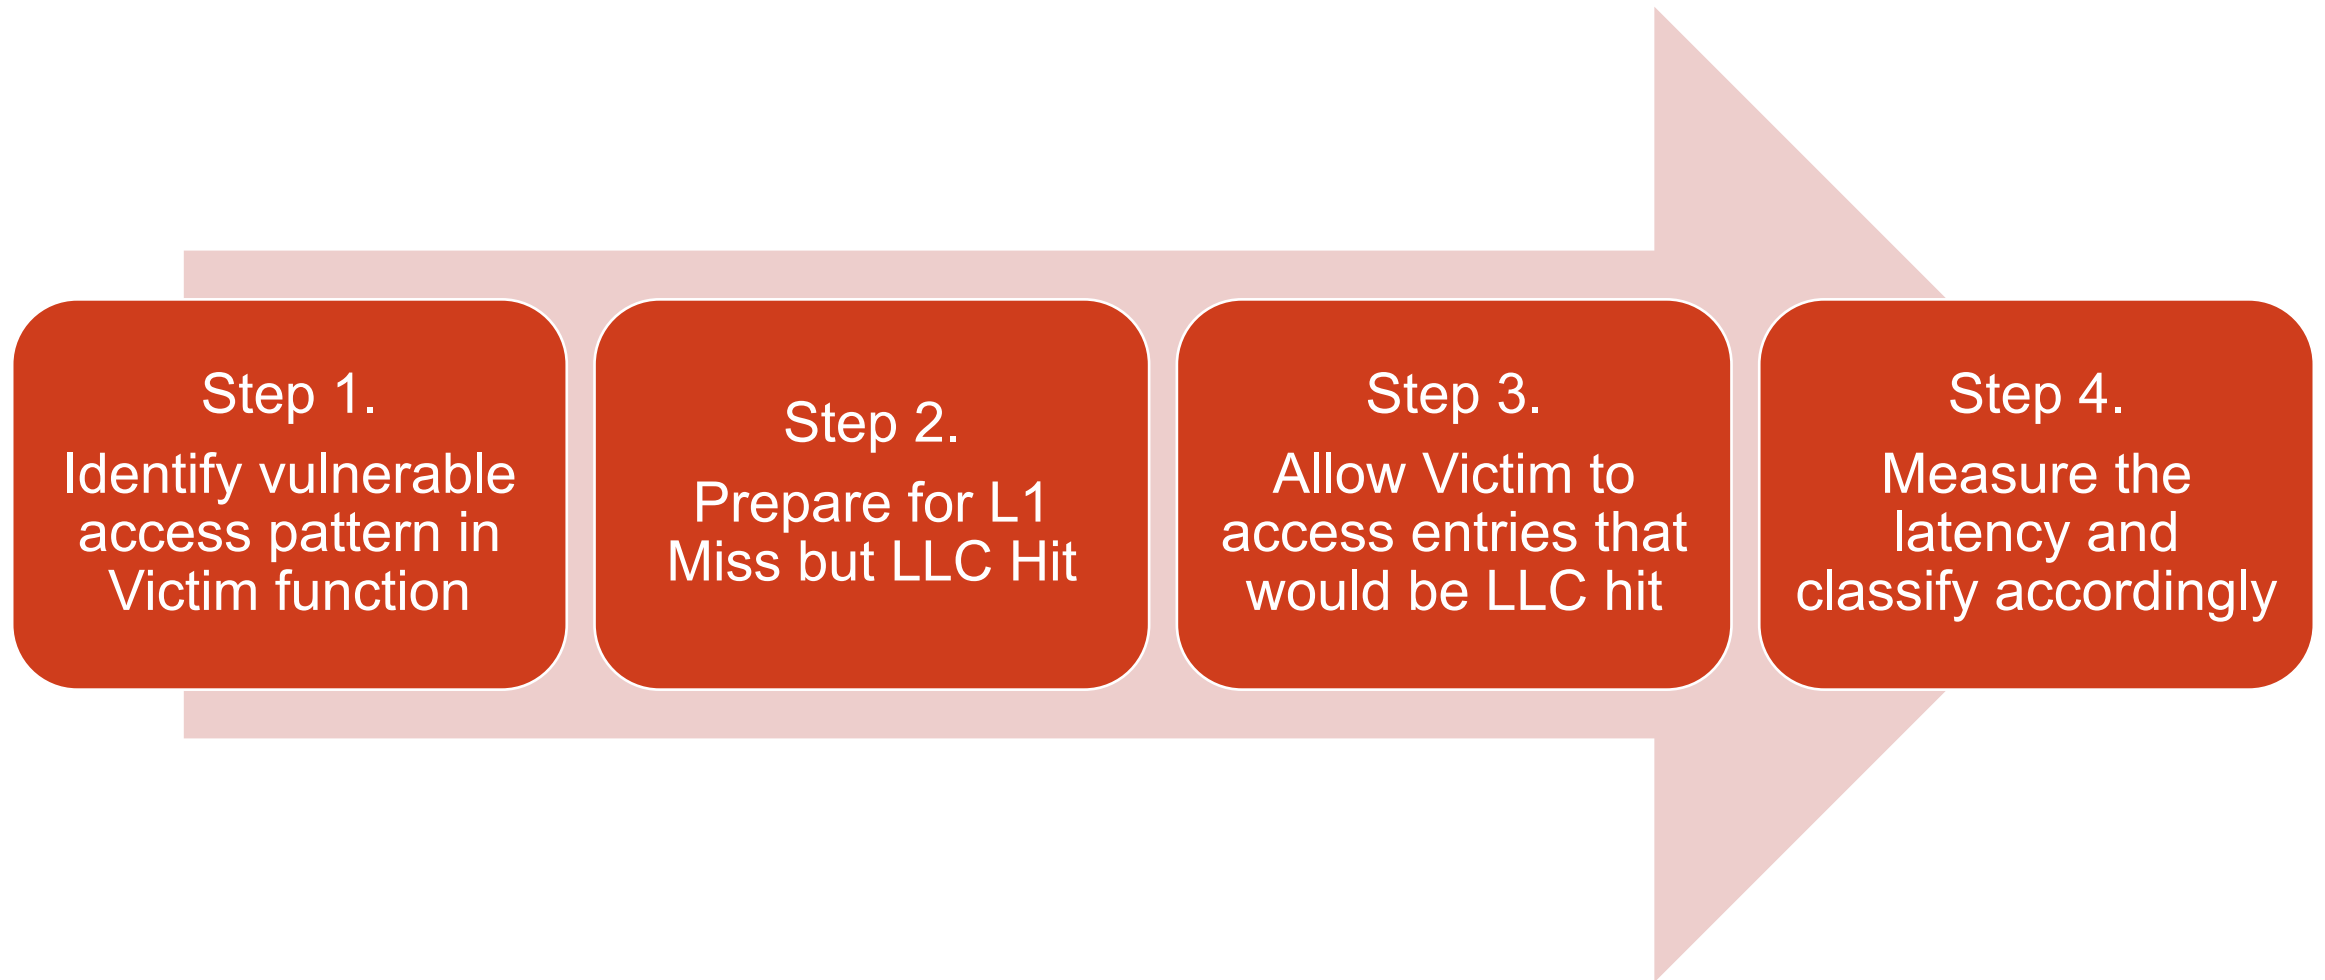 Step 1.
Identify vulnerable
access pattern in
Victim function
Step 2.
Prepare for L1
Miss but LLC Hit
Step 3.
Allow Victim to
access entries that
would be LLC hit
Step 4.
Measure the
latency and
classify accordingly